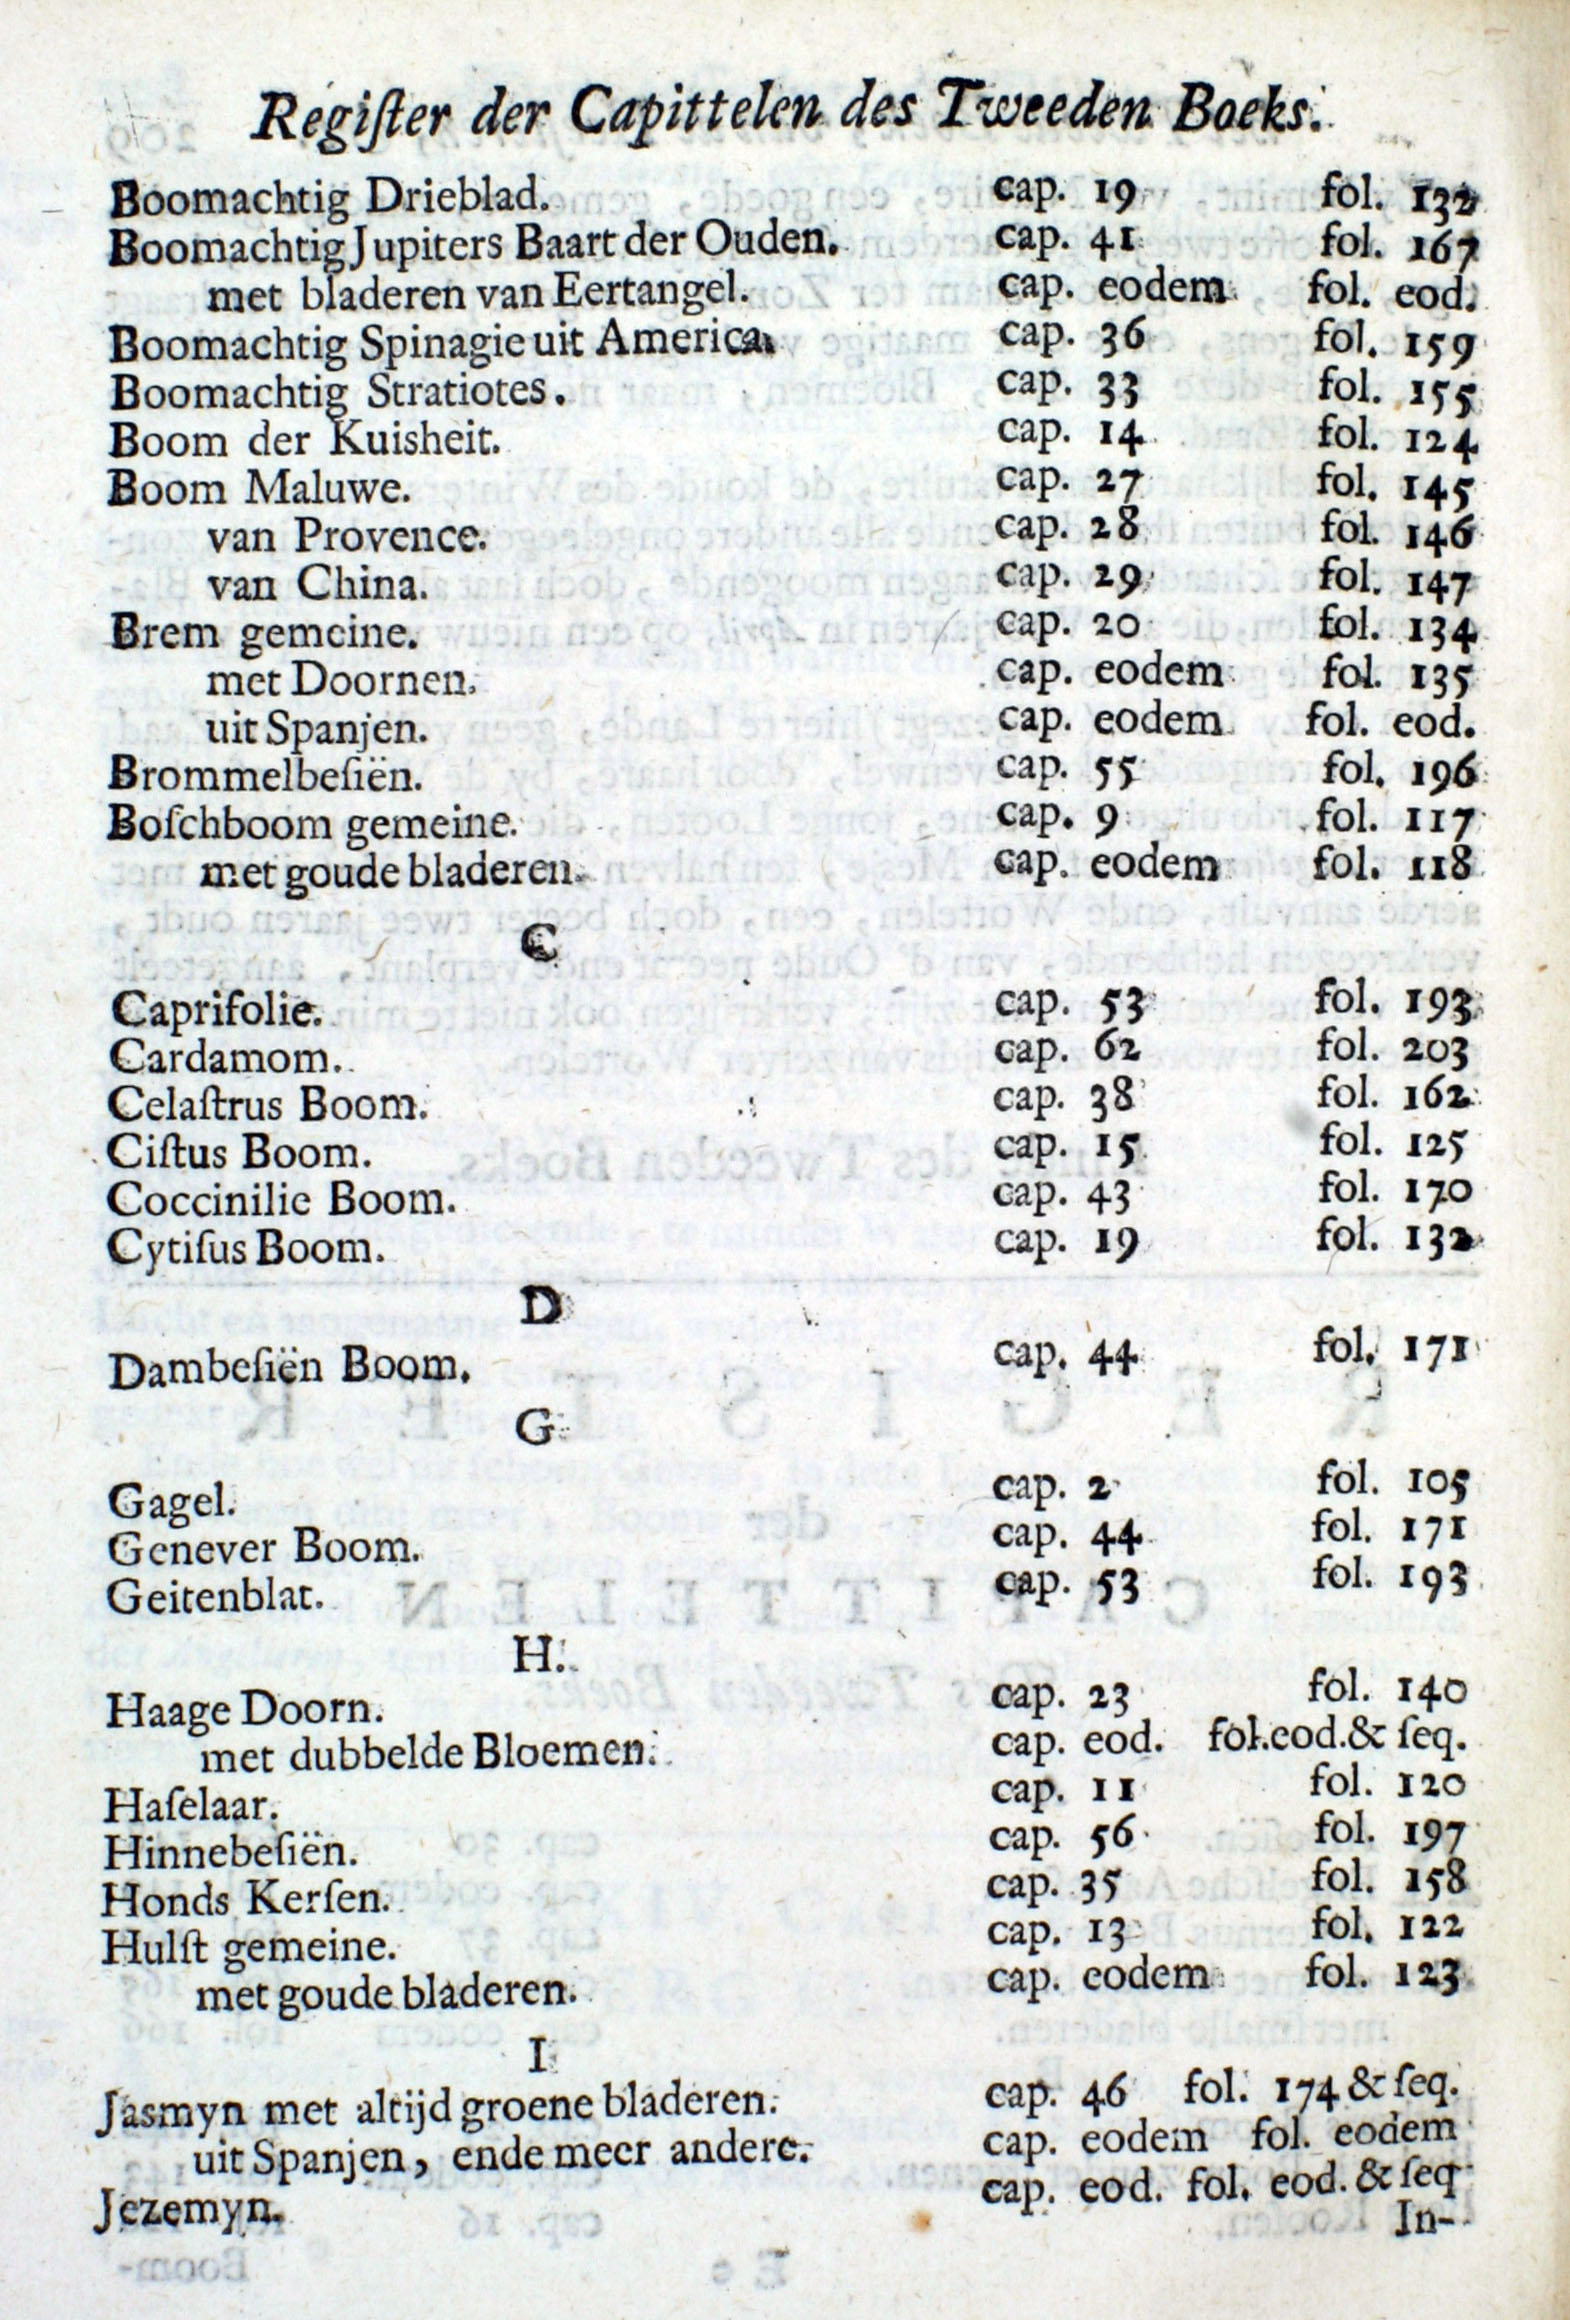 Regiſter der Capittelen des Tweeden Boeks.
Boomachtig Drieblad. cap. 19 fol. 132
Boomachtig Jupiters Baart der Ouden. cap. 41 fol. 167
met bladeren van Eertangel. cap. eodem fol. eod.
Boomachtig Spinagie uit America. cap. 36 fol. 159
Boomachtig Stratiotes. cap. 33 fol. 155
Boom der Kuisheit. cap. 14 fol. 124
Boom Maluwe. cap. 27 fol. 145
van Provence. cap. 28 fol. 146
van China. cap. 29 fol. 147
Brem gemeine. cap. 20 fol. 134
met Doornen. cap. eodem fol. 135
uit Spanjen. cap. eodem fol. eod.
Brommelbeſiën. cap. 55 fol. 196
Boſchboom gemeine. cap. 9 fol. 117
met goude bladeren. cap. eodem fol. 118
C
Caprifolie. cap. 53 fol. 193
Cardamom. cap. 62 fol. 203
Celaſtrus Boom. cap. 38 fol. 162
Ciſtus Boom. cap. 15 fol. 125
Coccinilie Boom. cap. 43 fol. 170
Cytiſus Boom. cap. 19 fol. 132
D
Dambeſiën Boom. cap. 44 fol. 171
G
Gagel. cap. 2 fol. 105
Genever Boom. cap. 44 fol. 171
Geitenblat. cap. 53 fol. 193
H.
Haage Doorn. cap. 23 fol. 140
met dubbelde Bloemen. cap. eod. fol. eod. & ſeq.
Haſelaar. cap. 11 fol. 120
Hinnebeſiën. cap. 56 fol. 197
Honds Kerſen. cap. 35 fol. 158
Hulſt gemeine. cap. 13 fol. 122
met goude bladeren. cap. eodem fol. 123
I
Jasmyn met altijd groene bladeren. cap. 46 fol. 174 & ſeq.
uit Spanjen, ende meer andere. cap. eodem fol. eodem
Jezemyn. cap. eod. fol. eod. & ſeq
In-